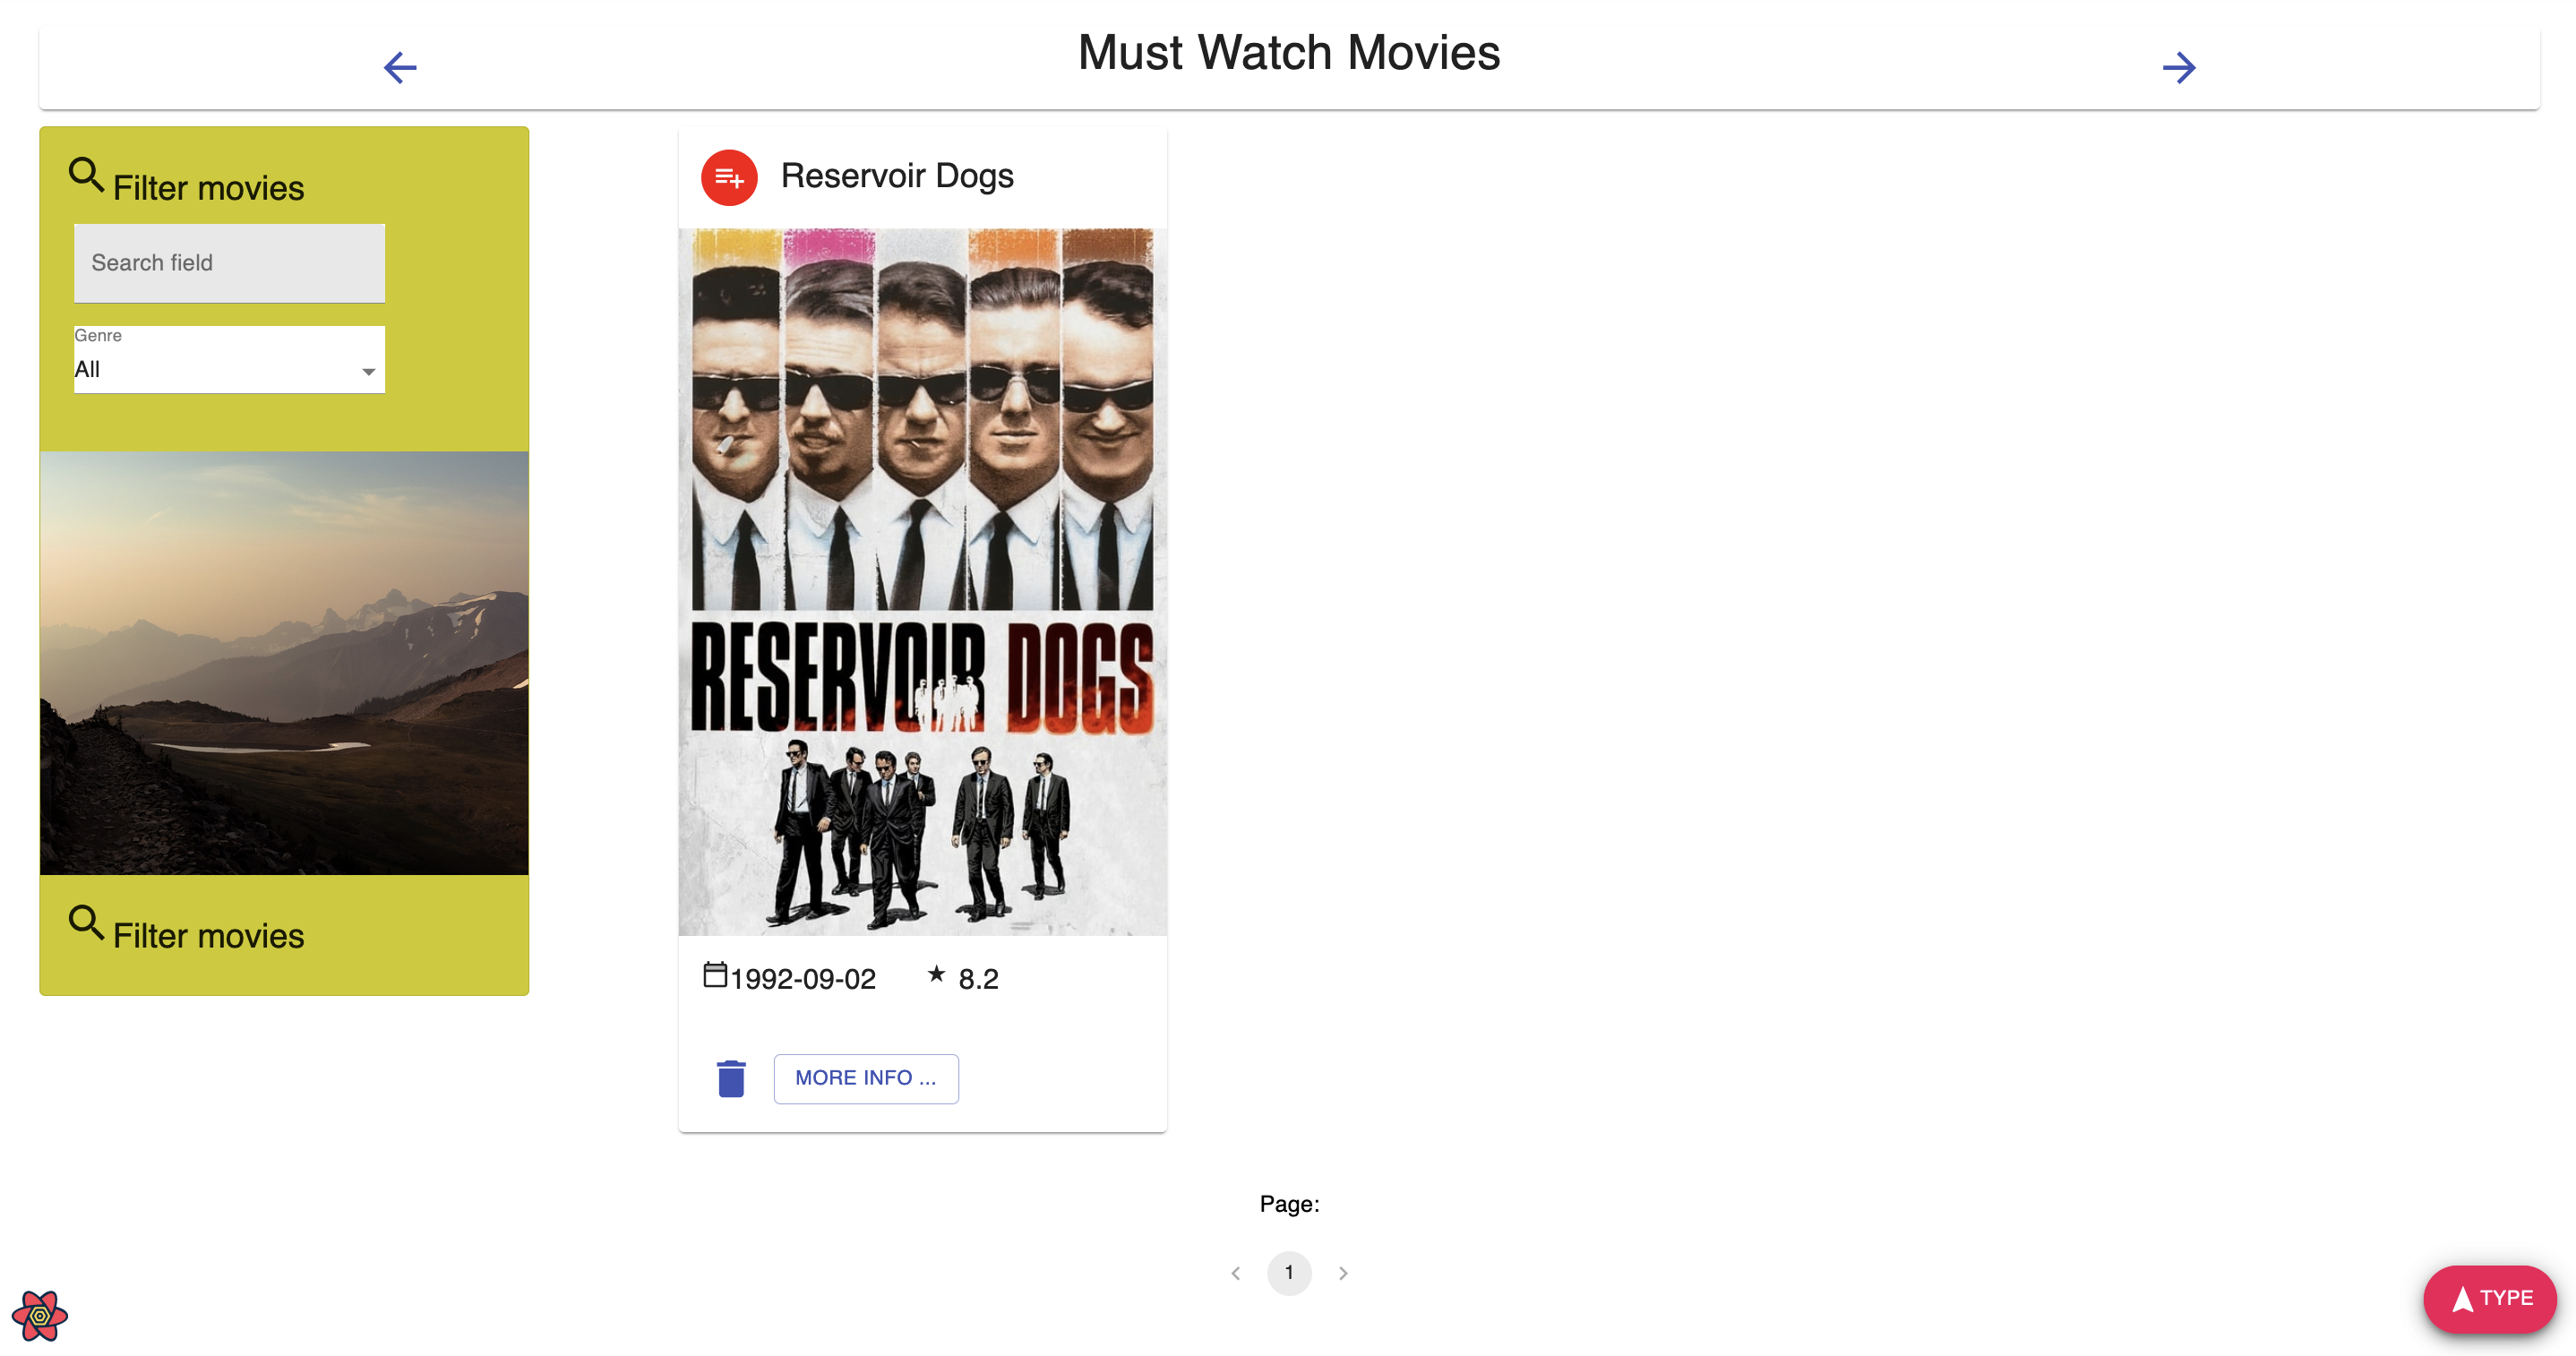 Must Watch Movies
Filter movies
Search field
Genre
All
Filter movies
Reservoir Dogs
RESERVOIR DOGS
1992-09-02 ★ 8.2
MORE INFO ...
Page:
1
TYPE